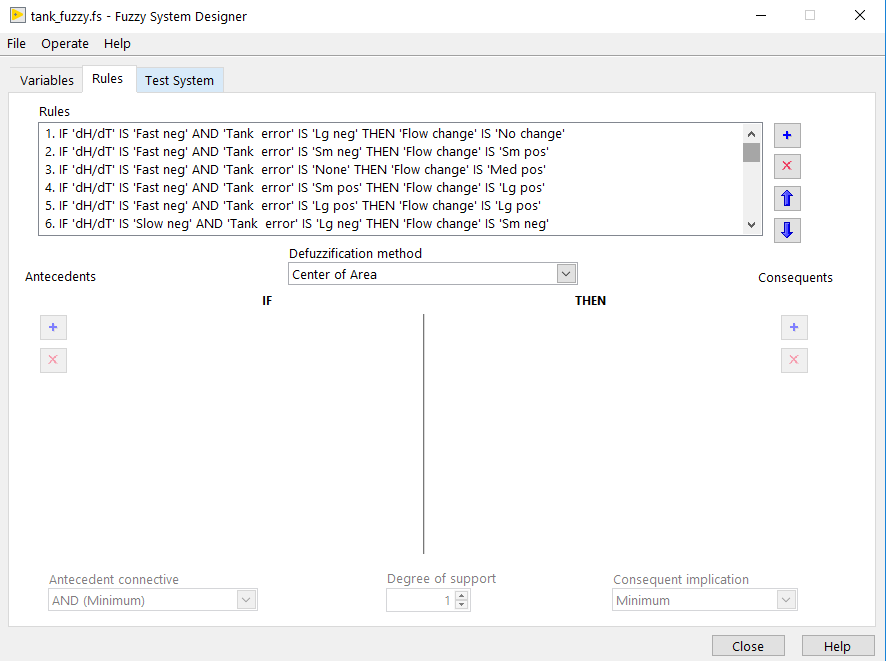 tank_fuzzy.fs - Fuzzy System Designer
File Operate Help
Variables Rules Test System
Rules
1. IF 'dH/dT' IS 'Fast neg' AND 'Tank  error' IS 'Lg neg' THEN 'Flow change' IS 'No change'
2. IF 'dH/dT' IS 'Fast neg' AND 'Tank  error' IS 'Sm neg' THEN 'Flow change' IS 'Sm pos'
3. IF 'dH/dT' IS 'Fast neg' AND 'Tank  error' IS 'None' THEN 'Flow change' IS 'Med pos'
4. IF 'dH/dT' IS 'Fast neg' AND 'Tank  error' IS 'Sm pos' THEN 'Flow change' IS 'Lg pos'
5. IF 'dH/dT' IS 'Fast neg' AND 'Tank  error' IS 'Lg pos' THEN 'Flow change' IS 'Lg pos'
6. IF 'dH/dT' IS 'Slow neg' AND 'Tank  error' IS 'Lg neg' THEN 'Flow change' IS 'Sm neg'
Defuzzification method
Center of Area
Antecedents
Consequents
IF
THEN
Antecedent connective
AND (Minimum)
Degree of support
1
Consequent implication
Minimum
Close
Help